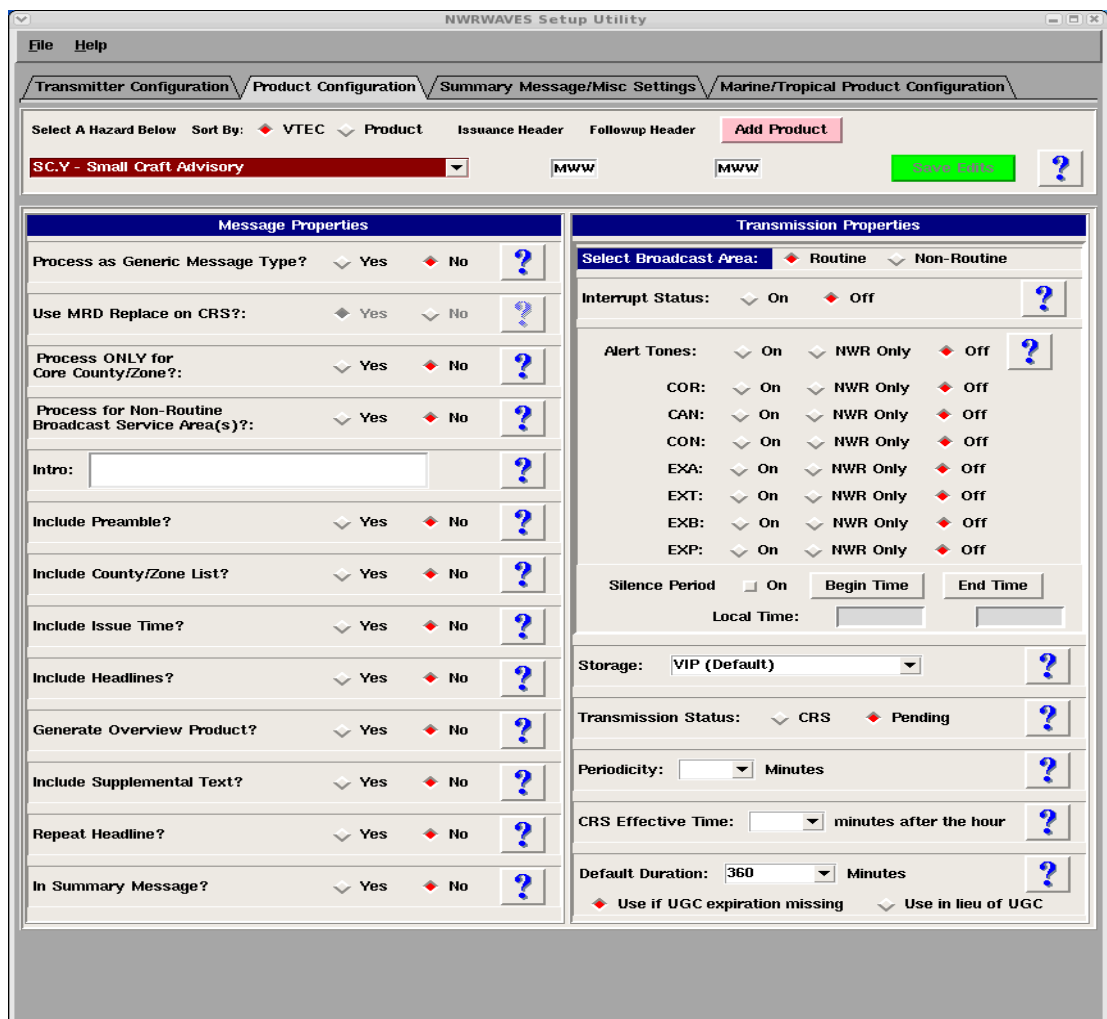 NWRWAVES Setup Utility
File Help
Transmitter Configuration Product Configuration Summary Message/Misc Settings Marine/Tropical Product Configuration
Select A Hazard Below Sort By: VTEC Product Issuance Header Followup Header Add Product
SC.Y - Small Craft Advisory MWW MWW Save Edits ?
Message Properties
Process as Generic Message Type? Yes No ?
Use MRD Replace on CRS?: Yes No ?
Process ONLY for
Core County/Zone?: Yes No ?
Process for Non-Routine
Broadcast Service Area(s)?: Yes No ?
Intro: ?
Include Preamble? Yes No ?
Include County/Zone List? Yes No ?
Include Issue Time? Yes No ?
Include Headlines? Yes No ?
Generate Overview Product? Yes No ?
Include Supplemental Text? Yes No ?
Repeat Headline? Yes No ?
In Summary Message? Yes No ?
Transmission Properties
Select Broadcast Area: Routine Non-Routine
Interrupt Status: On Off ?
Alert Tones: On NWR Only Off ?
COR: On NWR Only Off
CAN: On NWR Only Off
CON: On NWR Only Off
EXA: On NWR Only Off
EXT: On NWR Only Off
EXB: On NWR Only Off
EXP: On NWR Only Off
Silence Period On Begin Time End Time
Local Time:
Storage: VIP (Default) ?
Transmission Status: CRS Pending ?
Periodicity: Minutes ?
CRS Effective Time: minutes after the hour ?
Default Duration: 360 Minutes ?
Use if UGC expiration missing Use in lieu of UGC